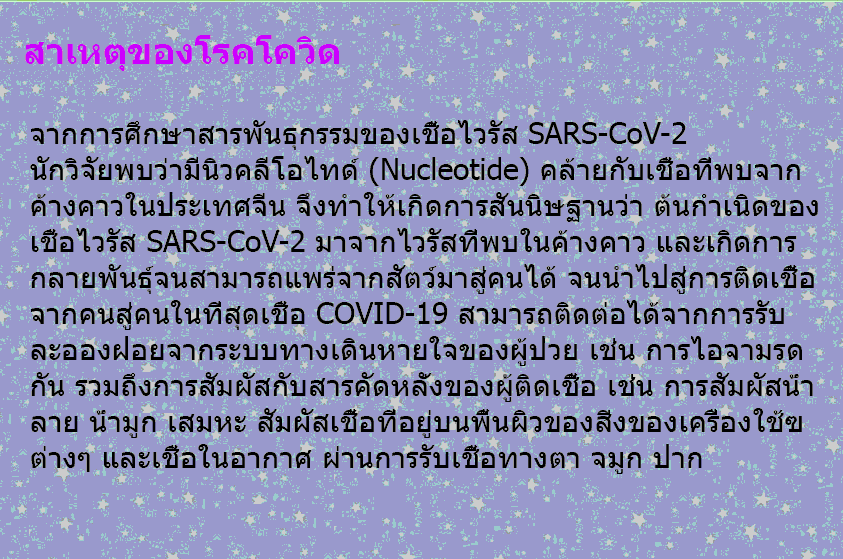 สาเหตุของโรคโควิด
จากการศึกษาสารพันธุกรรมของเชื้อไวรัส SARS-CoV-2
นักวิจัยพบว่ามีนิวคลีโอไทด์ (Nucleotide) คล้ายกับเชื้อที่พบจาก
ค้างคาวในประเทศจีน จึงทำให้เกิดการสันนิษฐานว่า ต้นกำเนิดของ
เชื้อไวรัส SARS-CoV-2 มาจากไวรัสที่พบในค้างคาว และเกิดการ
กลายพันธุ์จนสามารถแพร่จากสัตว์มาสู่คนได้ จนนำไปสู่การติดเชื้อ
จากคนสู่คนในที่สุดเชื้อ COVID-19 สามารถติดต่อได้จากการรับ
ละอองฝอยจากระบบทางเดินหายใจของผู้ป่วย เช่น การไอจามรด
กัน รวมถึงการสัมผัสกับสารคัดหลั่งของผู้ติดเชื้อ เช่น การสัมผัสน้ำ
ลาย น้ำมูก เสมหะ สัมผัสเชื้อที่อยู่บนพื้นผิวของสิ่งของเครื่องใช้ฃ
ต่างๆ และเชื้อในอากาศ ผ่านการรับเชื้อทางตา จมูก ปาก